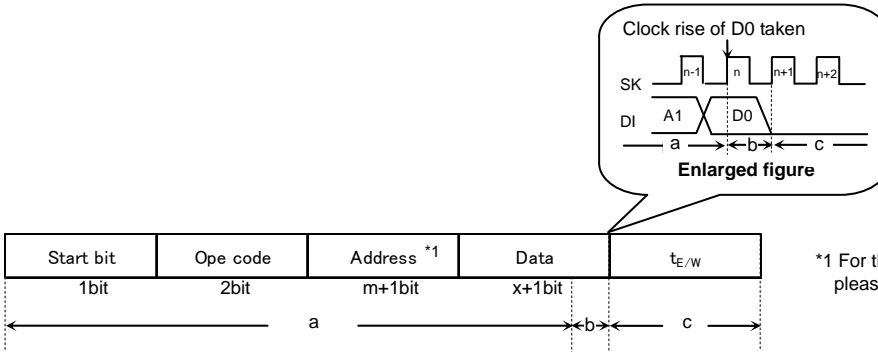 Clock rise of D0 taken
SK n-1 n n+1 n+2
DI A1 D0
a b c
Enlarged figure
Start bit Ope code Address *1 Data tE/W
1bit 2bit m+1bit x+1bit
a b c
*1 For th
pleas